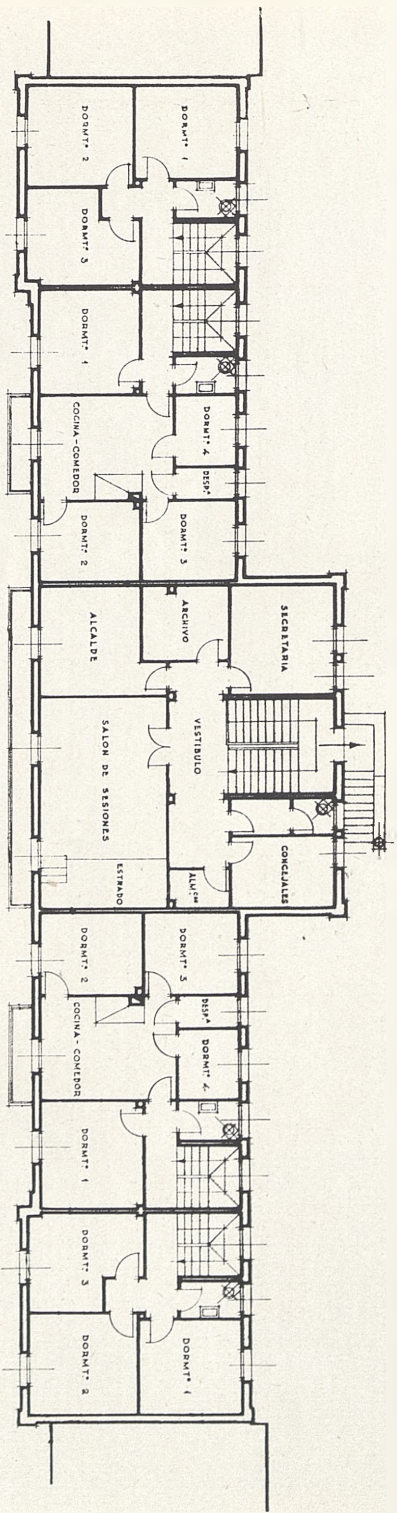 DORMT.º 2
DORMT.º 1
DORMT.º 3
DORMT.º 1
COCINA-COMEDOR
DORMT.º 4
DESP.ª
DORMT.º 2
DORMT.º 3
ALCALDE
ARCHIVO
SECRETARIA
SALON DE SESIONES
VESTIBULO
ESTRADO
ALM.cen
CONCEJALES
DORMT.º 2
DORMT.º 3
COCINA-COMEDOR
DESP.ª
DORMT.º 4
DORMT.º 1
DORMT.º 3
DORMT.º 2
DORMT.º 1